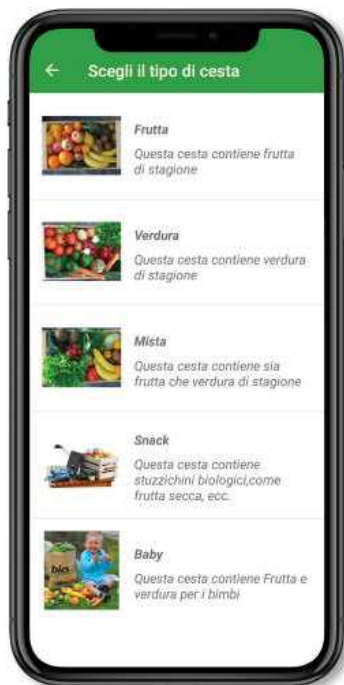 Scegli il tipo di cesta
Frutta
Questa cesta contiene frutta
di stagione
Verdura
Questa cesta contiene verdura
di stagione
Mista
Questa cesta contiene sia
frutta che verdura di stagione
Snack
Questa cesta contiene
stuzzichini biologici,come
frutta secca, ecc.
Baby
bio
Questa cesta contiene Frutta e
verdura per i bimbi